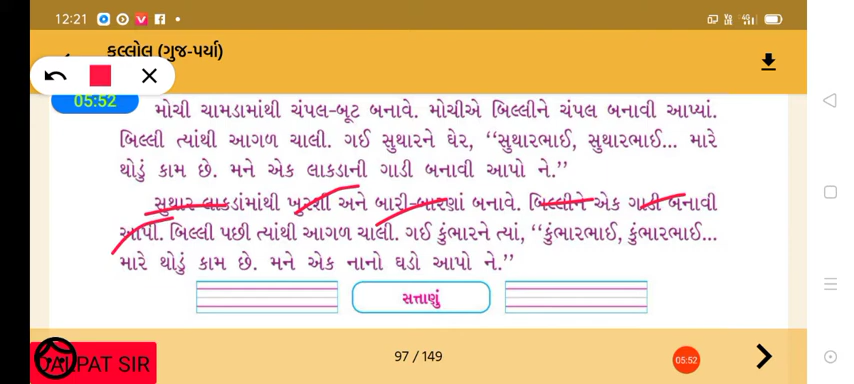 12:21
કલ્લોલ (ગુજ-પર્યા)
05:52
મોચી ચામડામાંથી ચંપલ-બૂટ બનાવે. મોચીએ બિલ્લીને ચંપલ બનાવી આપ્યાં.
બિલ્લી ત્યાંથી આગળ ચાલી. ગઈ સુથારને ઘેર, “સુથારભાઈ, સુથારભાઈ... મારે
થોડું કામ છે. મને એક લાકડાની ગાડી બનાવી આપો ને.”
સુથાર લાકડાંમાંથી ખુરશી અને બારી-બારણાં બનાવે. બિલ્લીને એક ગાડી બનાવી
આપી. બિલ્લી પછી ત્યાંથી આગળ ચાલી. ગઈ કુંભારને ત્યાં, “કુંભારભાઈ, કુંભારભાઈ...
મારે થોડું કામ છે. મને એક નાનો ઘડો આપો ને.”
સત્તાણું
97 / 149
05:52
DALPAT SIR